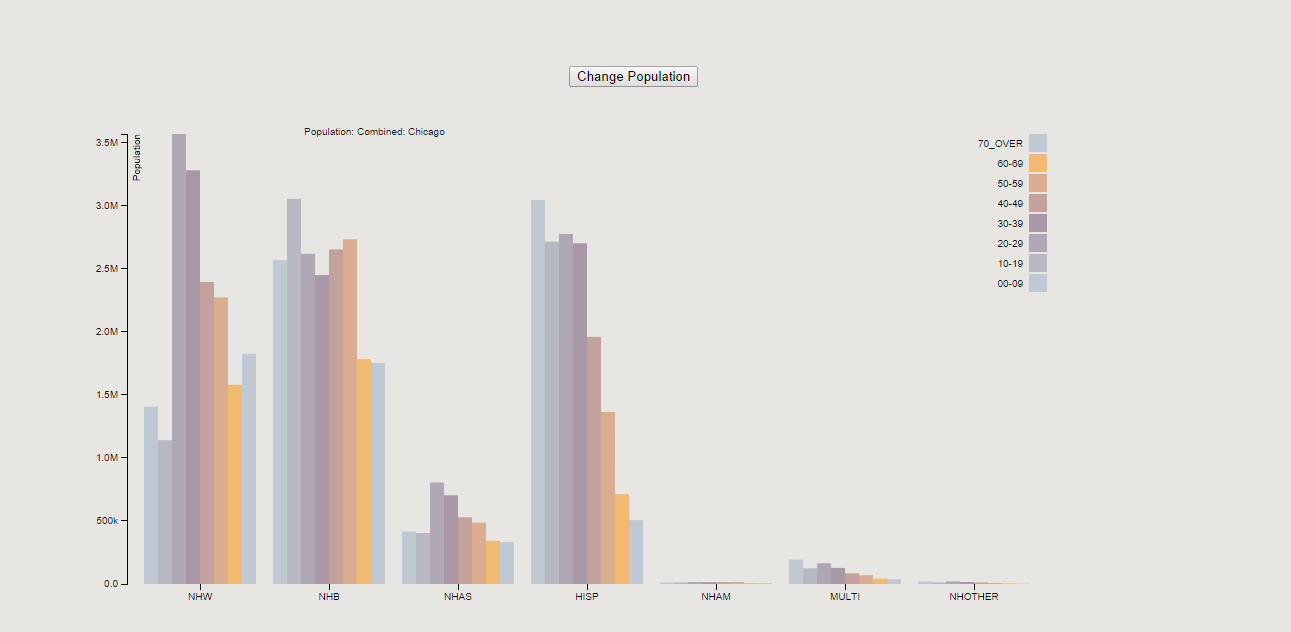 Change Population
Population: Combined: Chicago
Population
3.5M
3.0M
2.5M
2.0M
1.5M
1.0M
500k
0.0
NHW
NHB
NHAS
HISP
NHAM
MULTI
NHOTHER
70_OVER
60-69
50-59
40-49
30-39
20-29
10-19
00-09